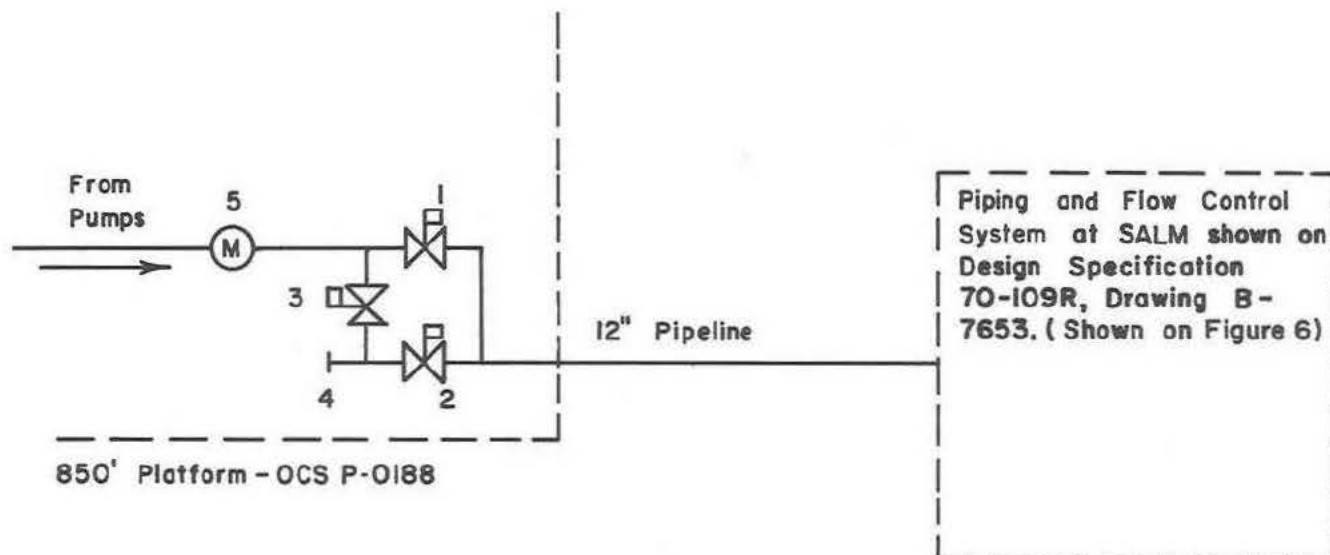 From
Pumps
5
M
1
3
4
2
12" Pipeline
850' Platform - OCS P-0188
Piping and Flow Control
System at SALM shown on
Design Specification
70-109R, Drawing B-
7653. (Shown on Figure 6)